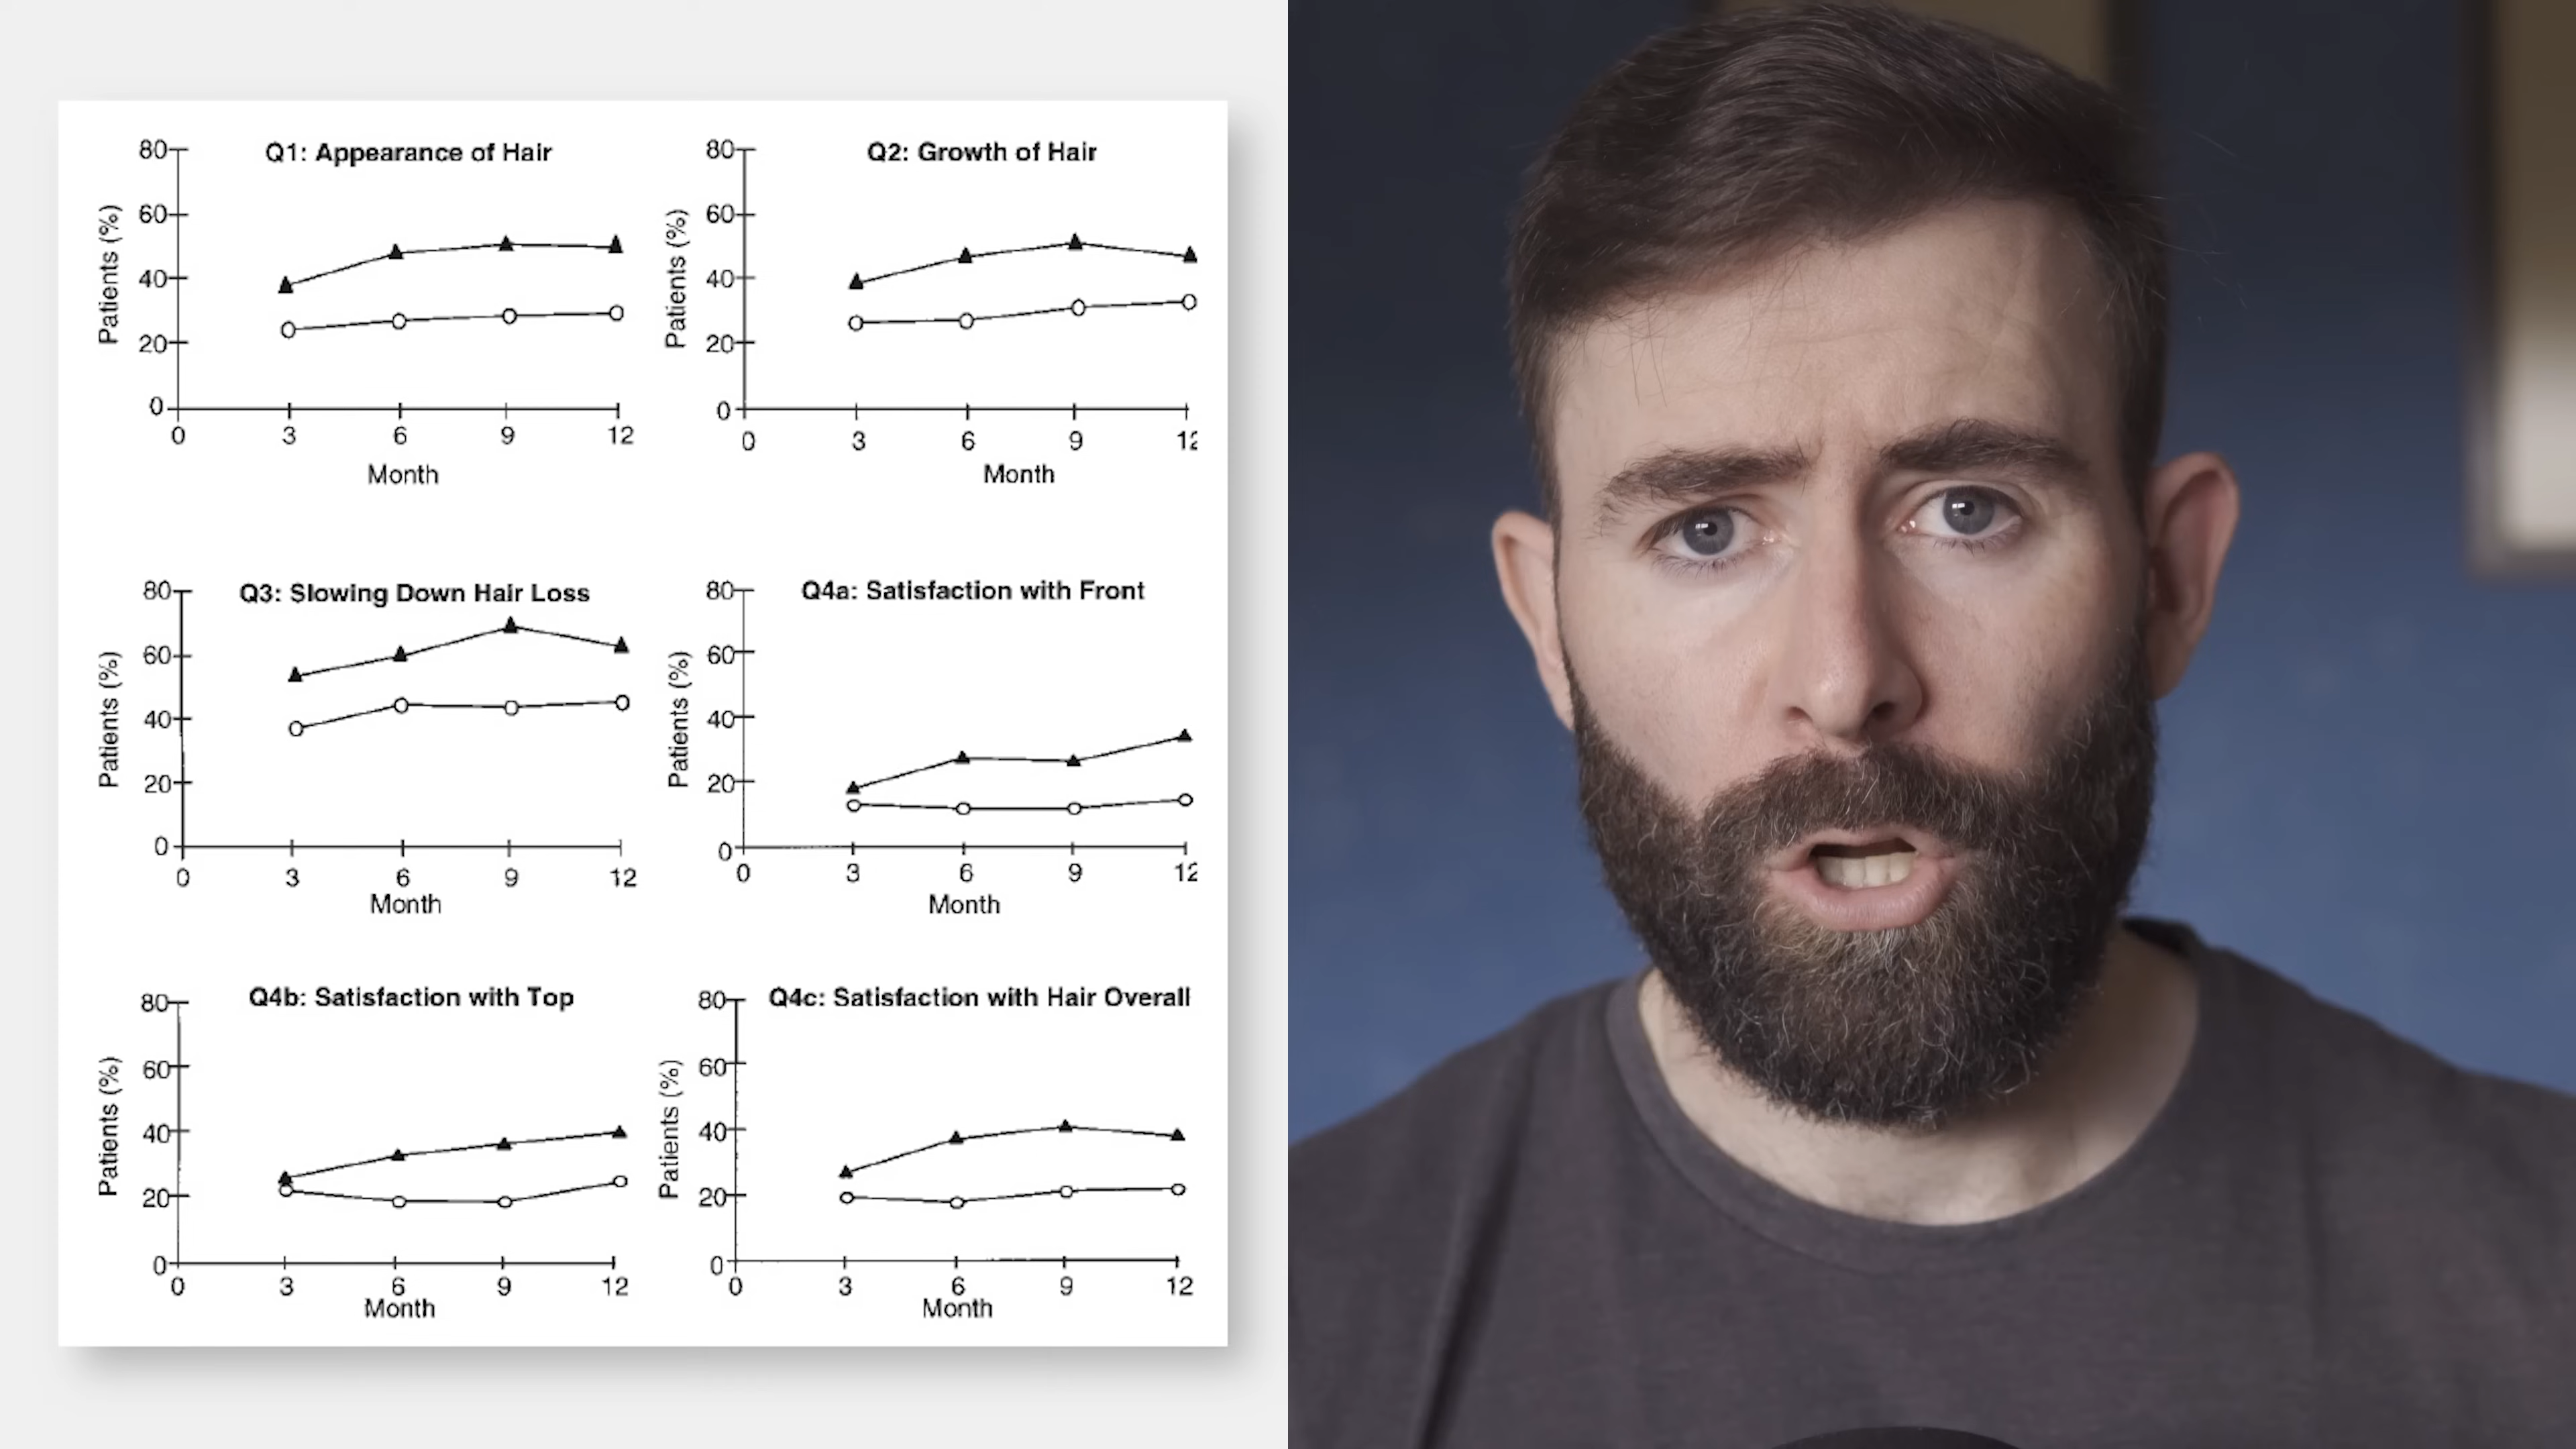 Q1: Appearance of Hair
80
60
40
20
0
Patients (%)
0 3 6 9 12
Month
Q2: Growth of Hair
80
60
40
20
0
Patients (%)
0 3 6 9 12
Month
Q3: Slowing Down Hair Loss
80
60
40
20
0
Patients (%)
0 3 6 9 12
Month
Q4a: Satisfaction with Front
80
60
40
20
0
Patients (%)
0 3 6 9 12
Month
Q4b: Satisfaction with Top
80
60
40
20
0
Patients (%)
0 3 6 9 12
Month
Q4c: Satisfaction with Hair Overall
80
60
40
20
0
Patients (%)
0 3 6 9 12
Month